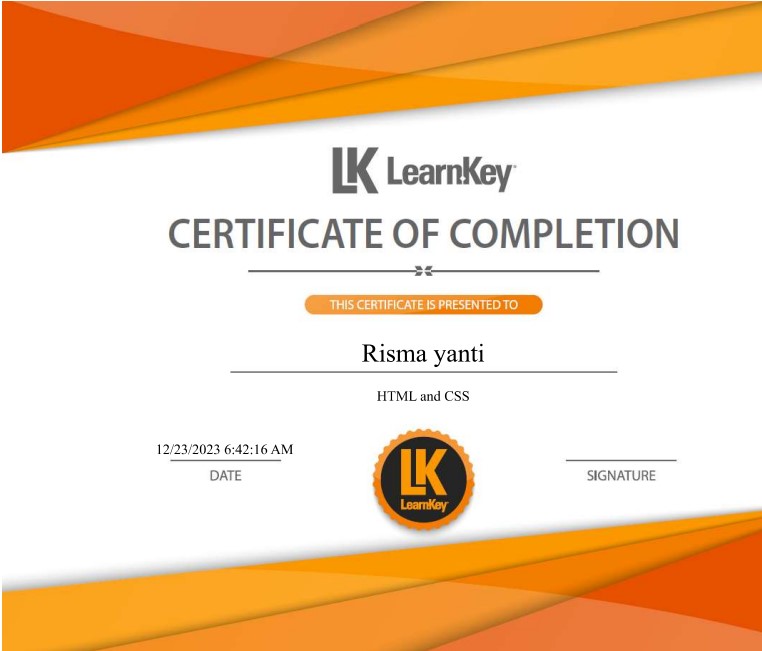 LK LearnKey
CERTIFICATE OF COMPLETION
THIS CERTIFICATE IS PRESENTED TO
Risma yanti
HTML and CSS
12/23/2023 6:42:16 AM
DATE
LK
LearnKey
SIGNATURE